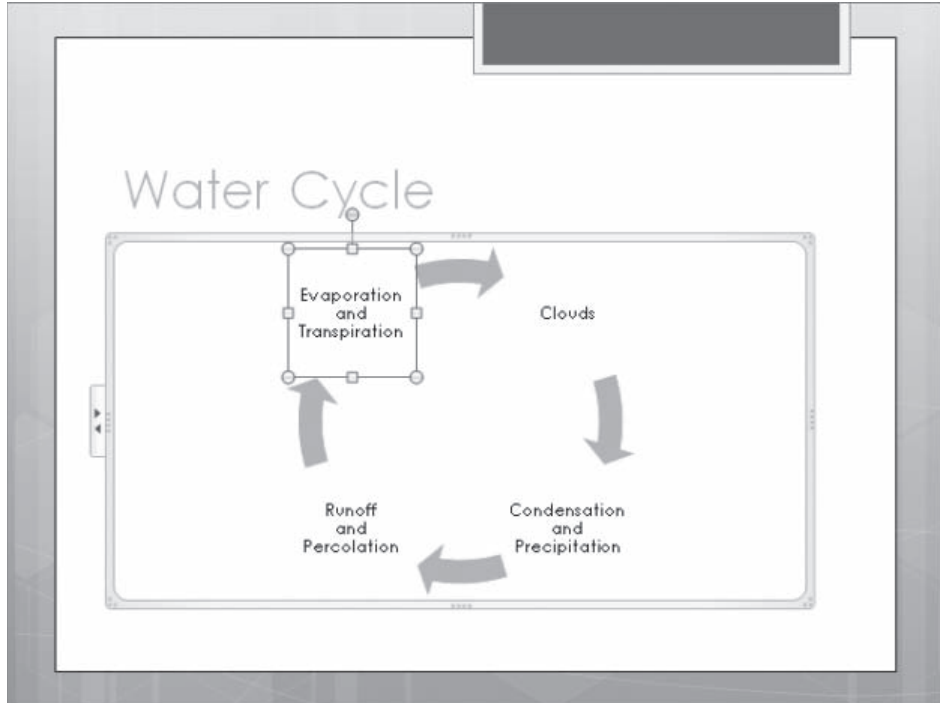 Water Cycle
Evaporation
and
Transpiration
Clouds
Condensation
and
Precipitation
Runoff
and
Percolation